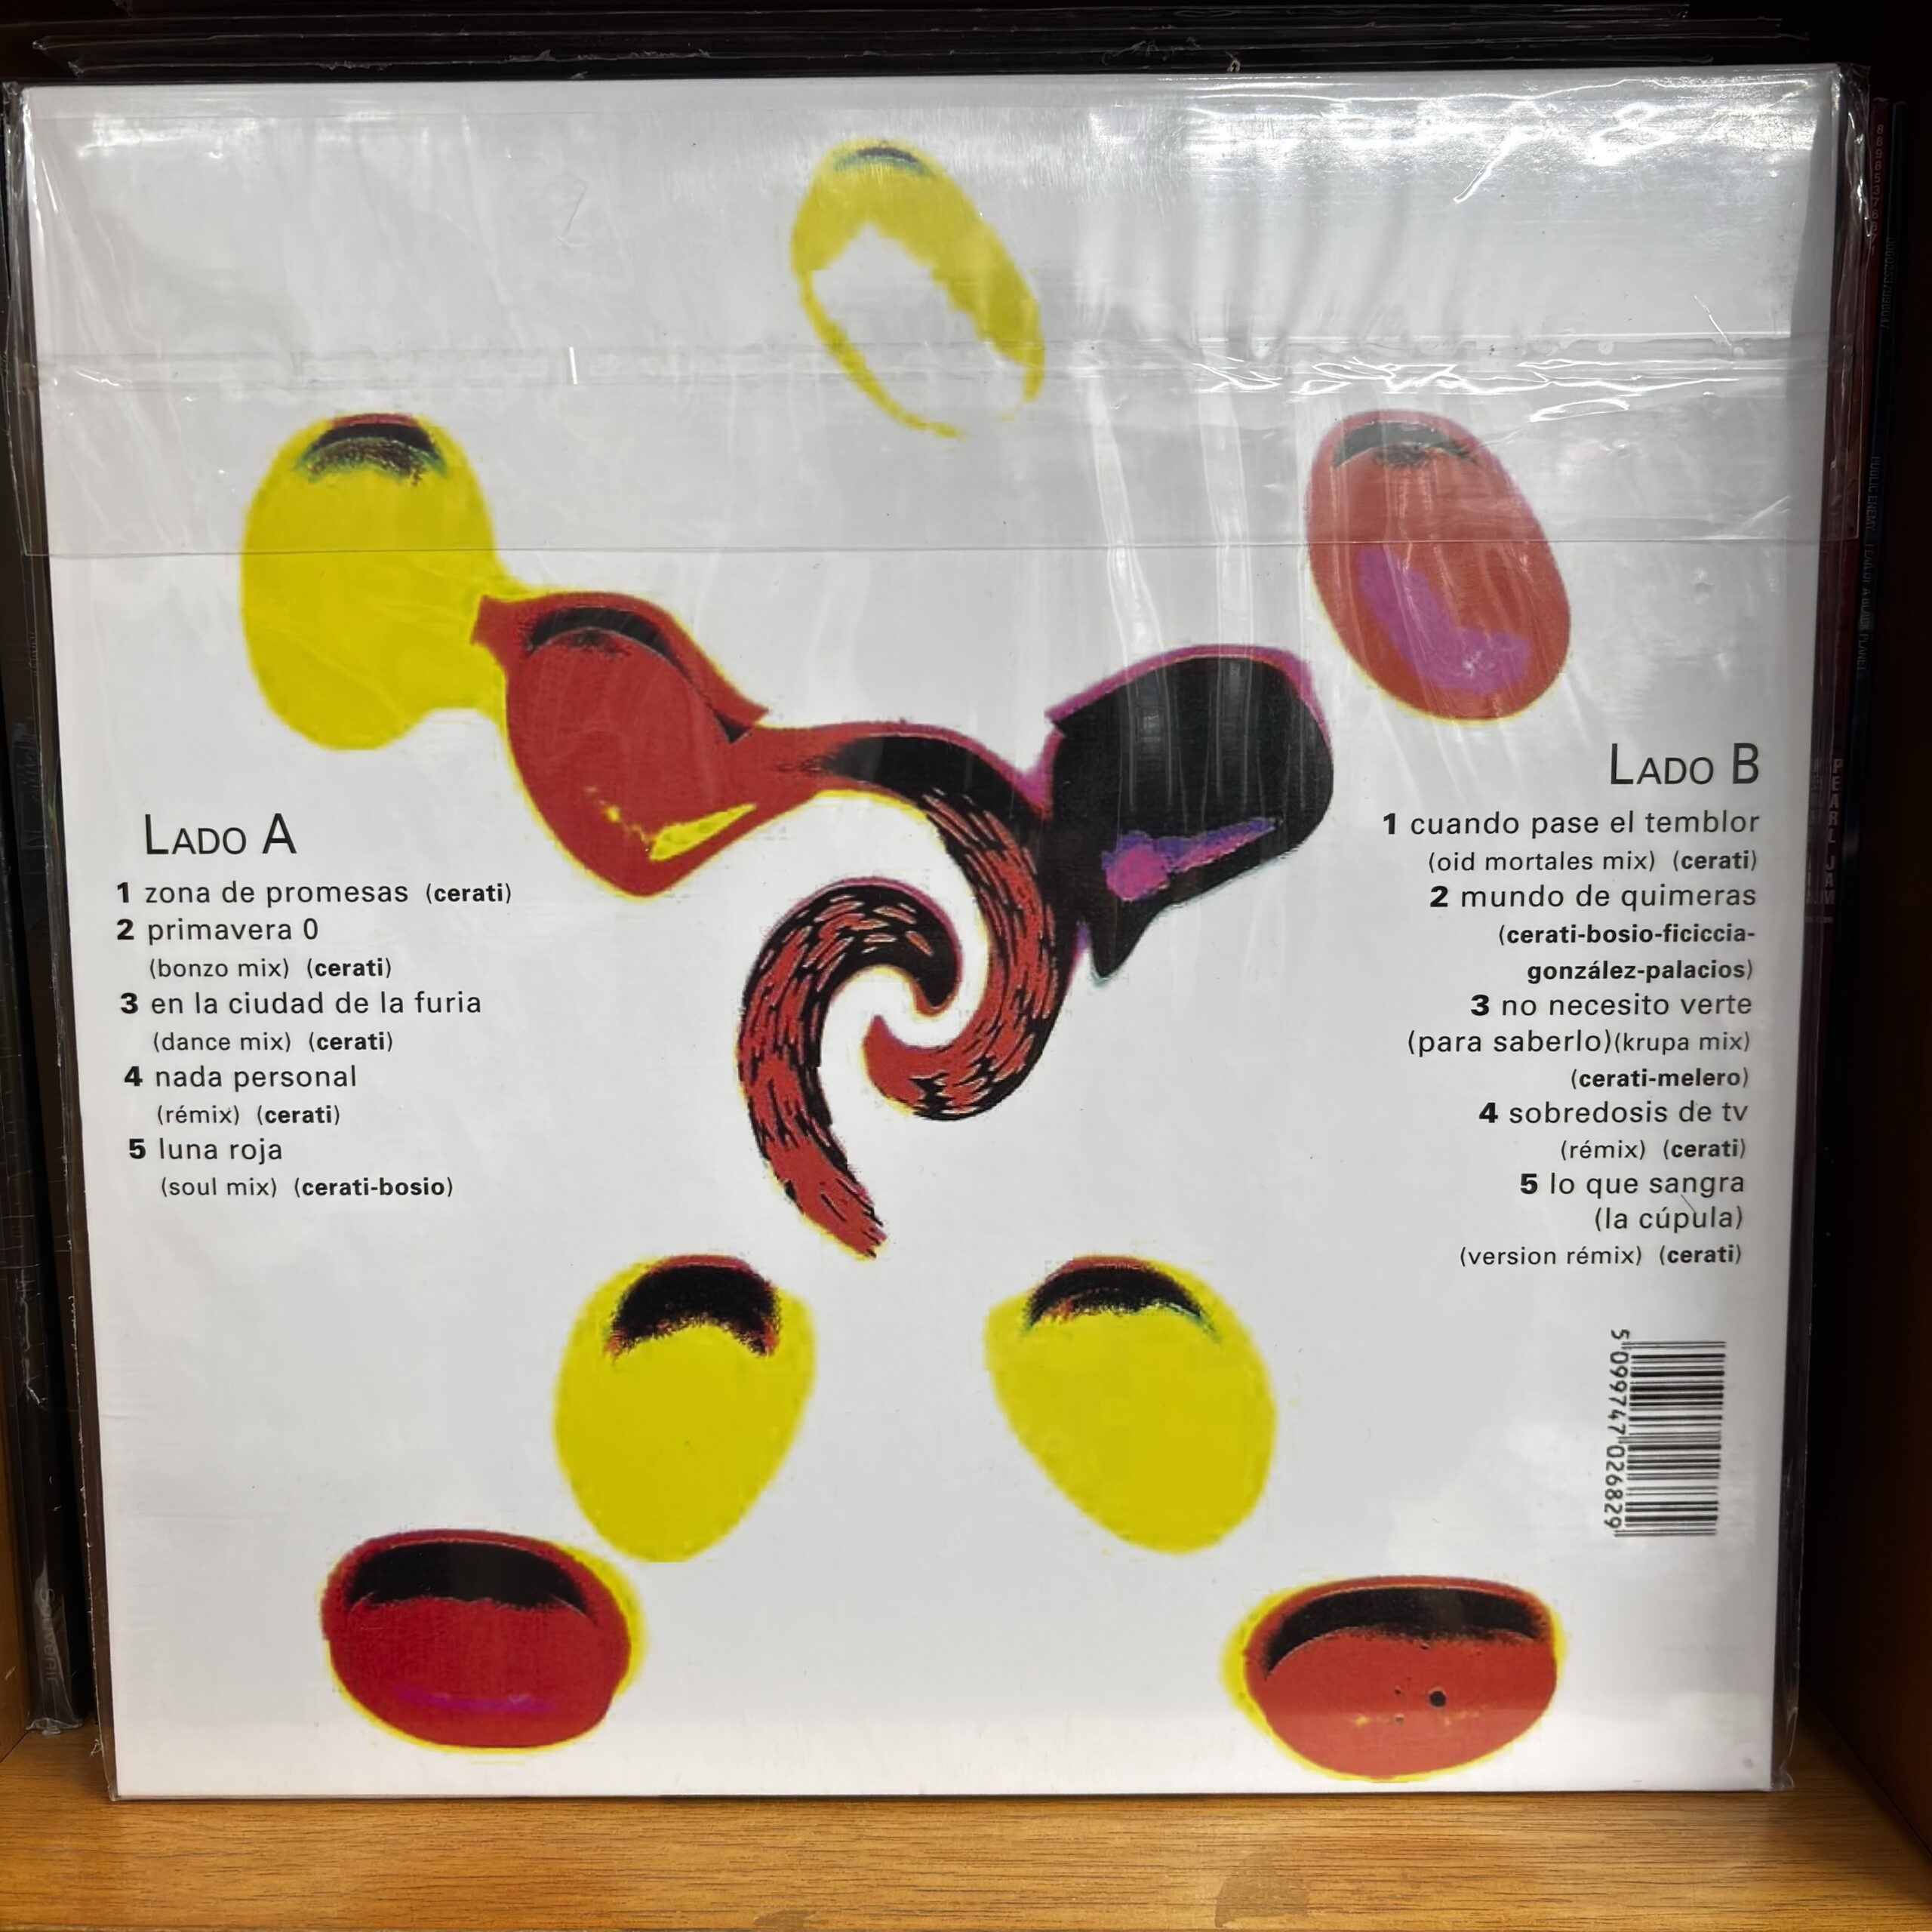 LADO A
1 zona de promesas (cerati)
2 primavera 0
(bonzo mix) (cerati)
3 en la ciudad de la furia
(dance mix) (cerati)
4 nada personal
(rémix) (cerati)
5 luna roja
(soul mix) (cerati-bosio)
LADO B
1 cuando pase el temblor
(oid mortales mix) (cerati)
2 mundo de quimeras
(cerati-bosio-ficiccia-
gonzález-palacios)
3 no necesito verte
(para saberlo)(krupa mix)
(cerati-melero)
4 sobredosis de tv
(rémix) (cerati)
5 lo que sangra
(la cúpula)
(version rémix) (cerati)
5 099747 026829
PEARL JAM